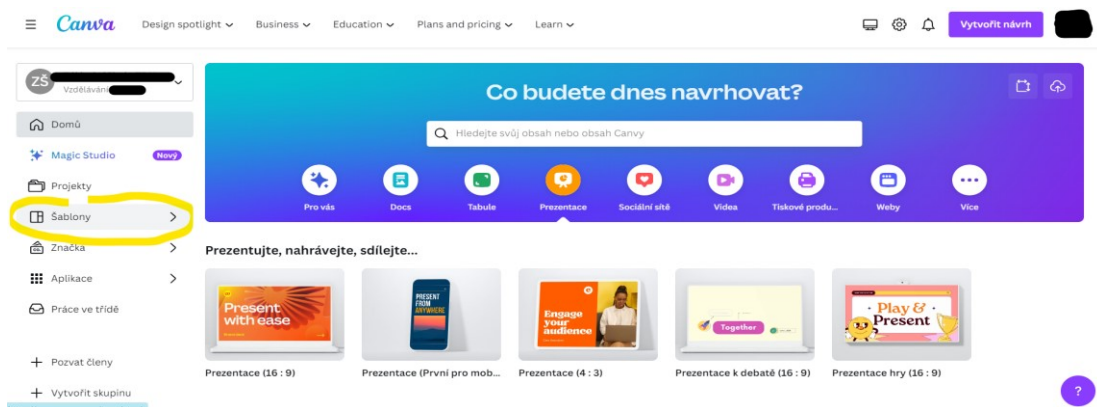 Canva
Design spotlight
Business
Education
Plans and pricing
Learn
Vytvořit návrh
ZŠ
Vzdělávání
Domů
Magic Studio
Nový
Projekty
Šablony
Značka
Aplikace
Práce ve třídě
Pozvat členy
Vytvořit skupinu
Co budete dnes navrhovat?
Hledejte svůj obsah nebo obsah Canvy
Pro vás
Docs
Tabule
Prezentace
Sociální sítě
Videa
Tiskové produ...
Weby
Více
Prezentujte, nahrávejte, sdílejte...
Present
with ease
PRESENT
FROM
ANYWHERE
Engage
your
audience
Together
Play &
Present
Prezentace (16 : 9)
Prezentace (První pro mob...
Prezentace (4 : 3)
Prezentace k debatě (16 : 9)
Prezentace hry (16 : 9)
?